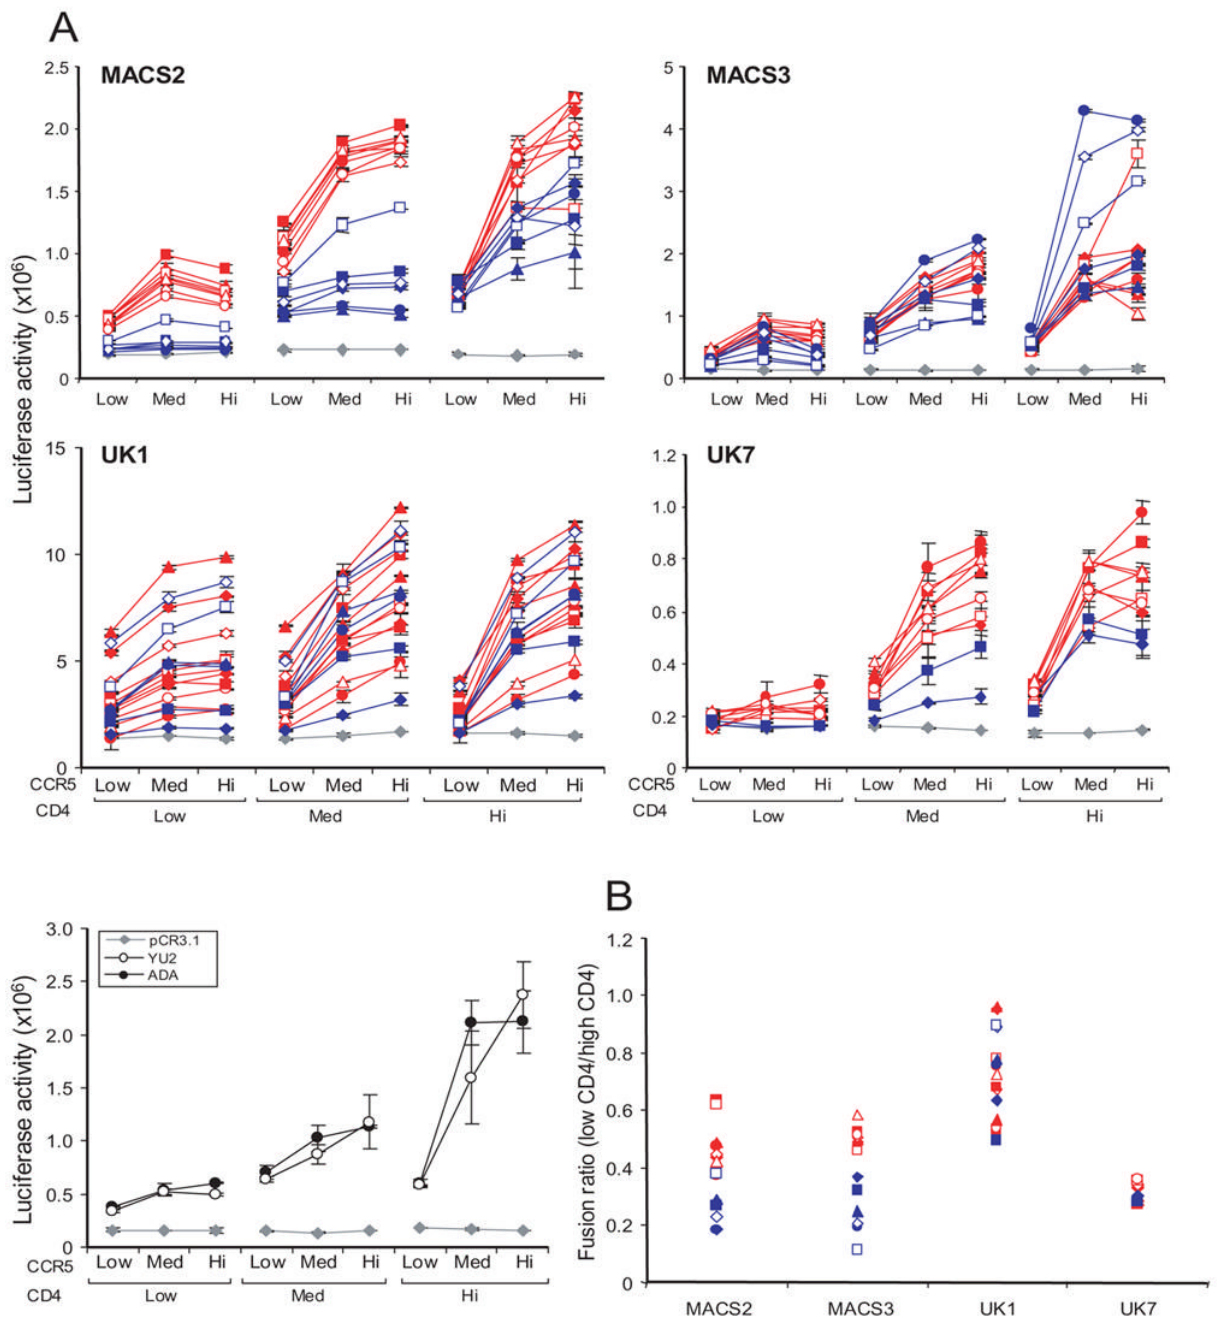 A
MACS2
MACS3
Luciferase activity (x10⁶)
2.5
2.0
1.5
1.0
0.5
0
Low Med Hi Low Med Hi Low Med Hi
5
4
3
2
1
0
Low Med Hi Low Med Hi Low Med Hi
UK1
UK7
15
10
5
0
CCR5 Low Med Hi Low Med Hi Low Med Hi
CD4 Low Med Hi
1.2
1.0
0.8
0.6
0.4
0.2
0
CCR5 Low Med Hi Low Med Hi Low Med Hi
CD4 Low Med Hi
Luciferase activity (x10⁶)
3.0
2.5
2.0
1.5
1.0
0.5
0
pCR3.1
YU2
ADA
CCR5 Low Med Hi Low Med Hi Low Med Hi
CD4 Low Med Hi
B
Fusion ratio (low CD4/high CD4)
1.2
1.0
0.8
0.6
0.4
0.2
0
MACS2 MACS3 UK1 UK7